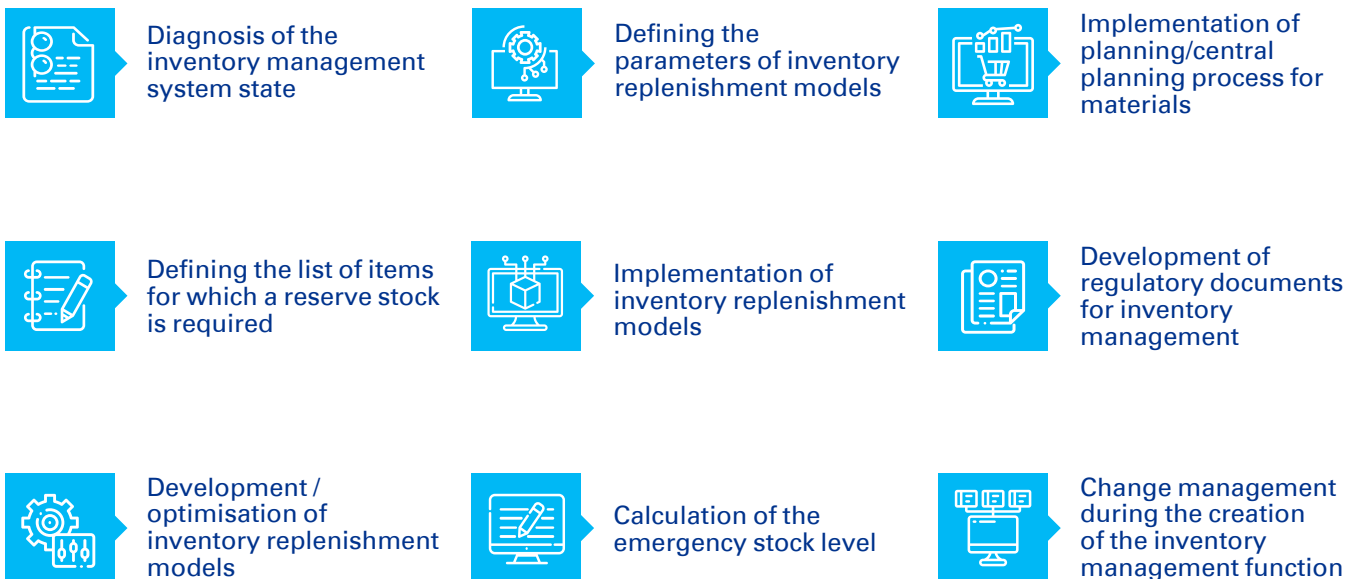 Diagnosis of the
inventory management
system state
Defining the
parameters of inventory
replenishment models
Implementation of
planning/central
planning process for
materials
Defining the list of items
for which a reserve stock
is required
Implementation of
inventory replenishment
models
Development of
regulatory documents
for inventory
management
Development /
optimisation of
inventory replenishment
models
Calculation of the
emergency stock level
Change management
during the creation
of the inventory
management function